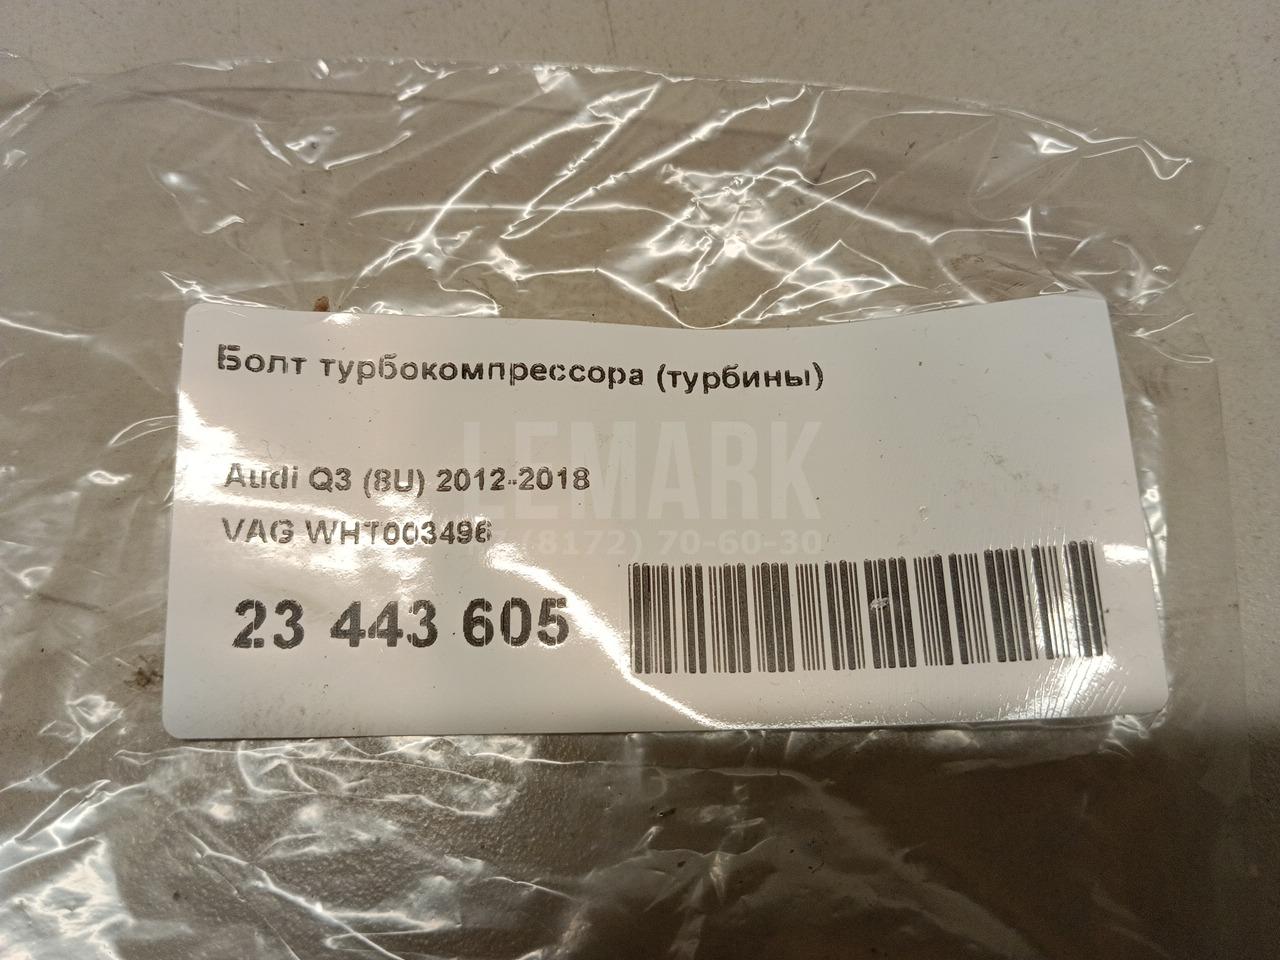 Болт турбокомпрессора (турбины)
Audi Q3 (8U) 2012-2018
VAG WHT003496
23 443 605
LEMARK
(8172) 70-60-30